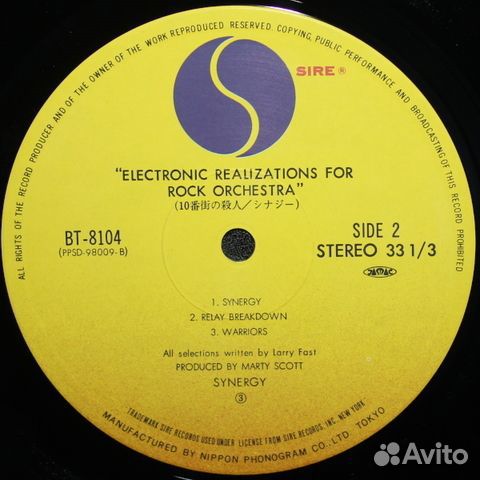 ALL RIGHTS OF THE RECORD PRODUCER AND OF THE OWNER OF THE WORK REPRODUCED RESERVED. COPYING, PUBLIC PERFORMANCE AND BROADCASTING OF THIS RECORD PROHIBITED
SIRE ®
"ELECTRONIC REALIZATIONS FOR
ROCK ORCHESTRA"
(10番街の殺人/シナジー)
BT-8104
(PPSD-98009-B)
SIDE 2
STEREO 33 1/3
1. SYNERGY
2. RELAY BREAKDOWN
3. WARRIORS
All selections written by Larry Fast
PRODUCED BY MARTY SCOTT
SYNERGY
③
TRADEMARK SIRE RECORDS USED UNDER LICENSE FROM SIRE RECORDS, INC. NEW YORK.
MANUFACTURED BY NIPPON PHONOGRAM CO., LTD. TOKYO
Avito